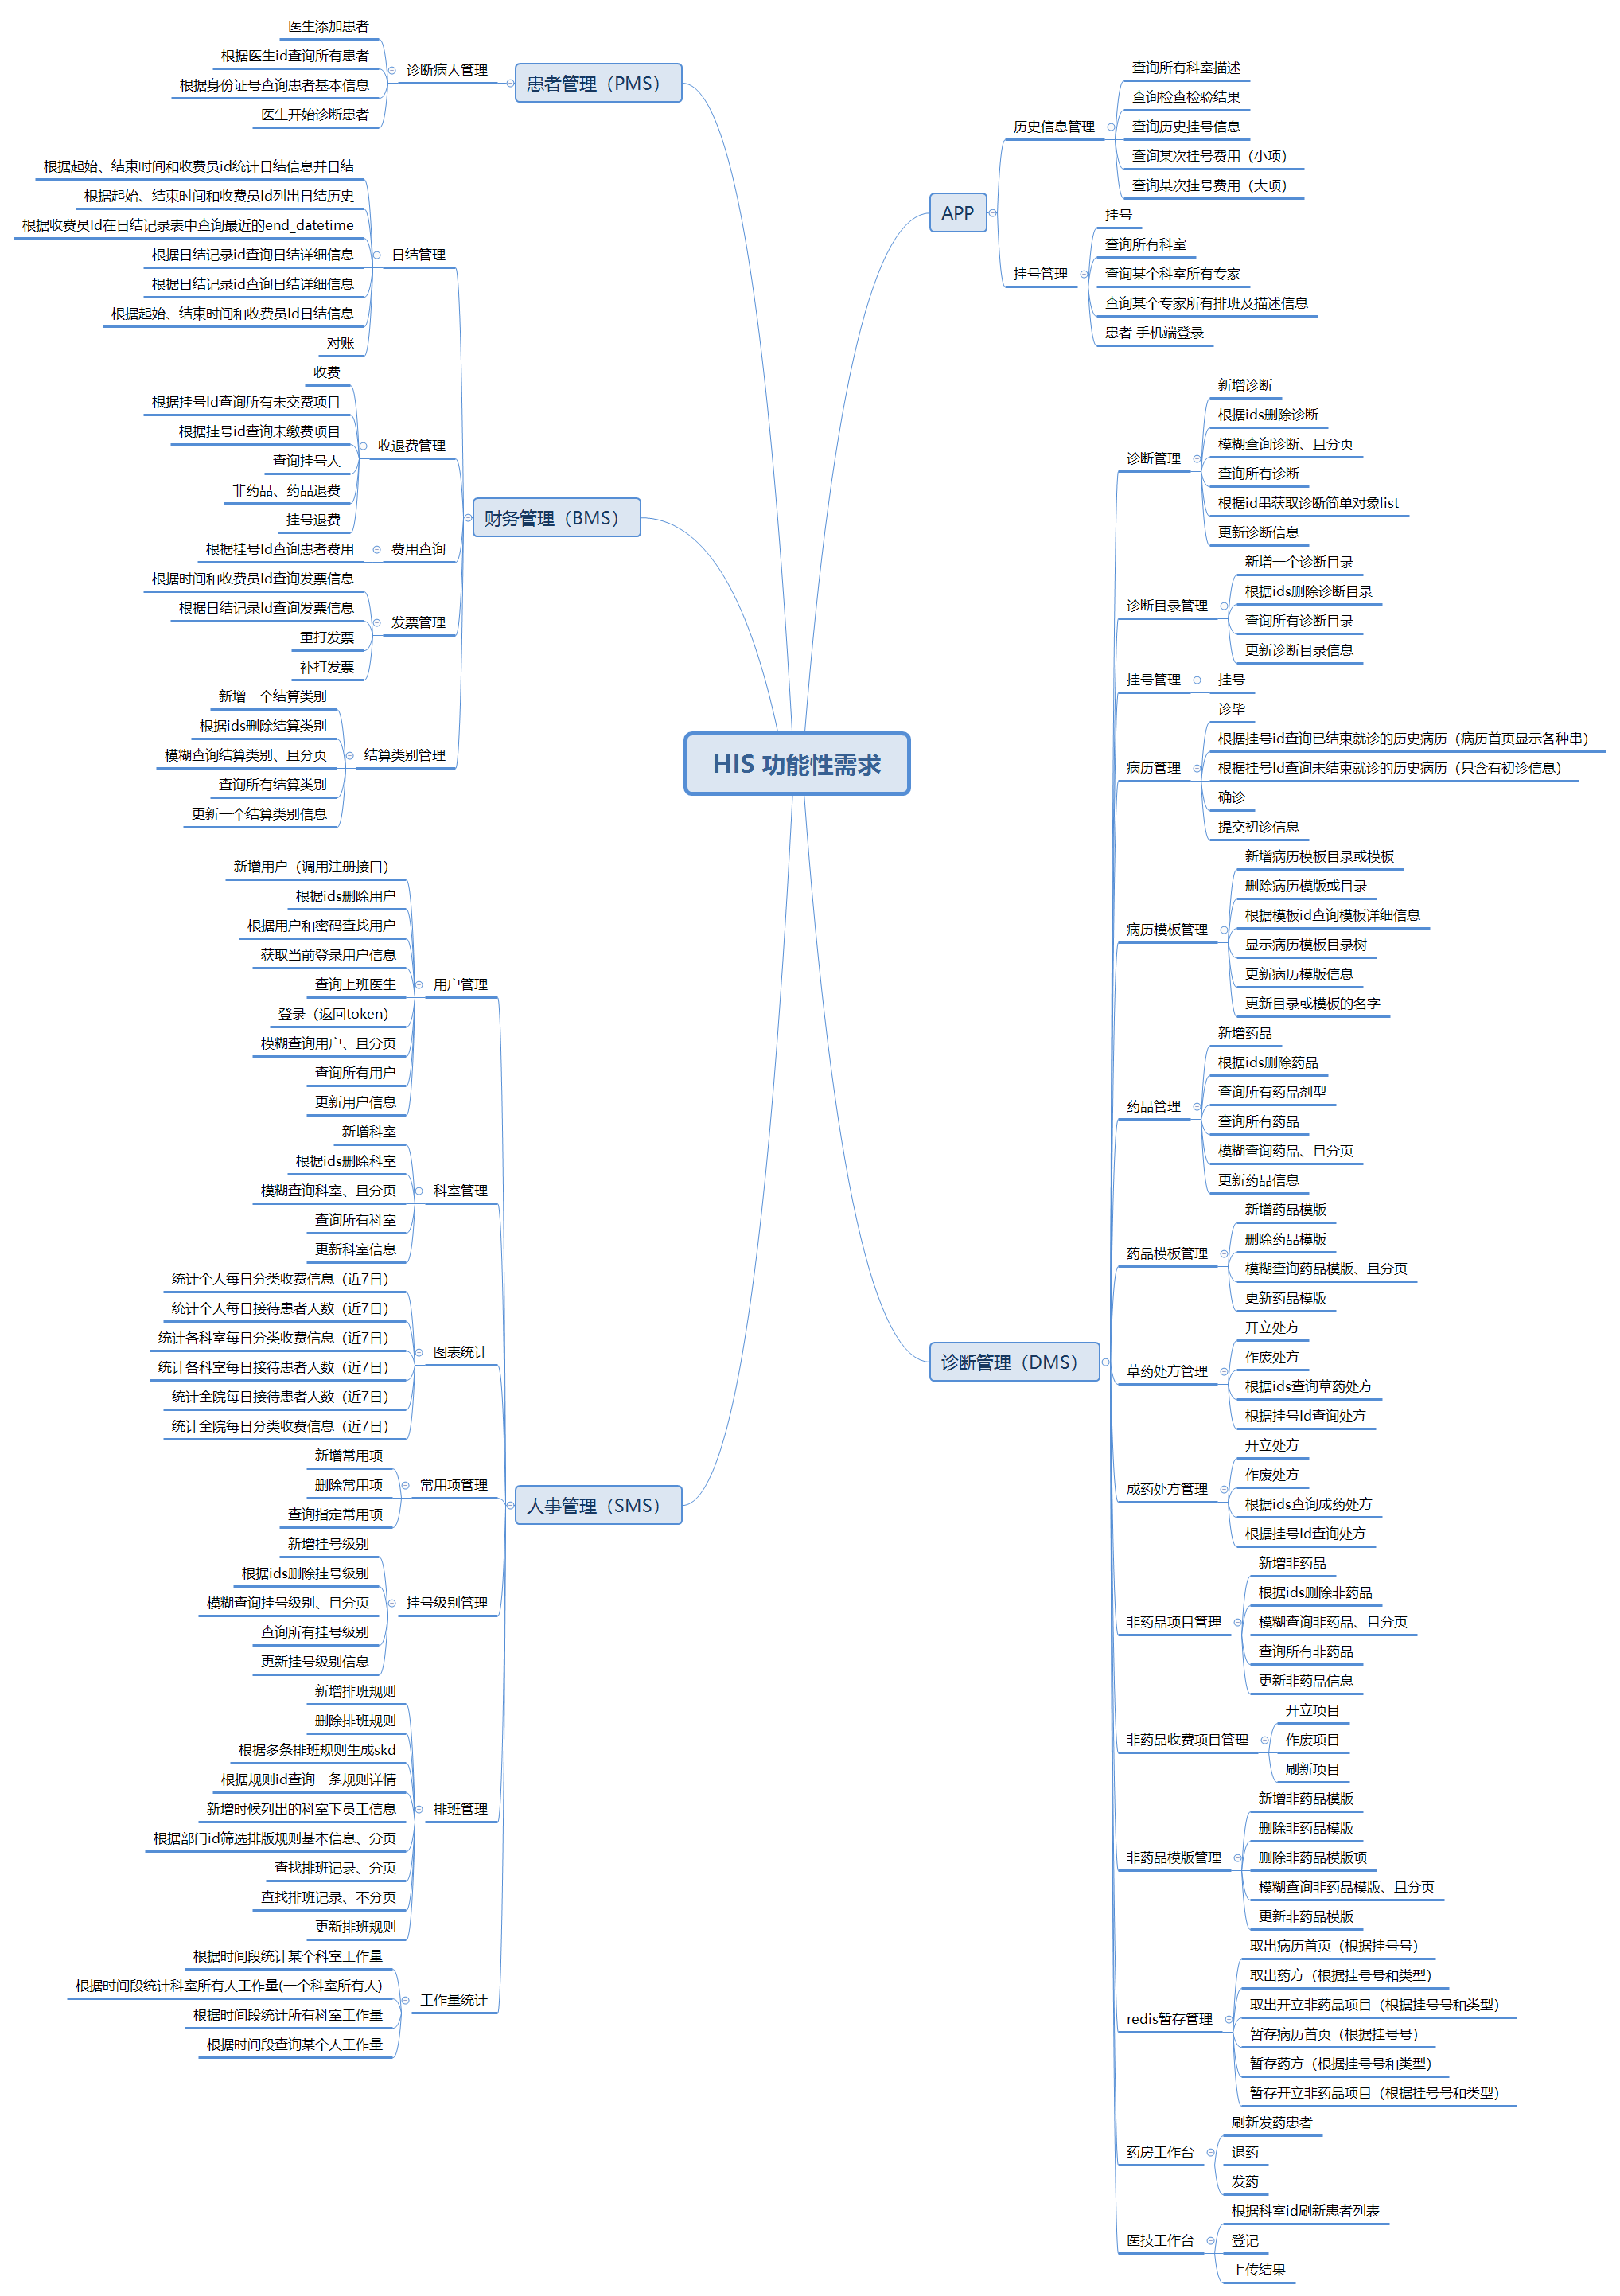 HIS 功能性需求
患者管理（PMS）
诊断病人管理
医生添加患者
根据医生id查询所有患者
根据身份证号查询患者基本信息
医生开始诊断患者
财务管理（BMS）
日结管理
根据起始、结束时间和收费员id统计日结信息并日结
根据起始、结束时间和收费员Id列出日结历史
根据收费员Id在日结记录表中查询最近的end_datetime
根据日结记录id查询日结详细信息
根据日结记录id查询日结详细信息
根据起始、结束时间和收费员Id日结信息
对账
收退费管理
收费
根据挂号Id查询所有未交费项目
根据挂号id查询未缴费项目
查询挂号人
非药品、药品退费
挂号退费
费用查询
根据挂号Id查询患者费用
发票管理
根据时间和收费员Id查询发票信息
根据日结记录Id查询发票信息
重打发票
补打发票
结算类别管理
新增一个结算类别
根据ids删除结算类别
模糊查询结算类别、且分页
查询所有结算类别
更新一个结算类别信息
人事管理（SMS）
用户管理
新增用户（调用注册接口）
根据ids删除用户
根据用户和密码查找用户
获取当前登录用户信息
查询上班医生
登录（返回token）
模糊查询用户、且分页
查询所有用户
更新用户信息
科室管理
新增科室
根据ids删除科室
模糊查询科室、且分页
查询所有科室
更新科室信息
图表统计
统计个人每日分类收费信息（近7日）
统计个人每日接待患者人数（近7日）
统计各科室每日分类收费信息（近7日）
统计各科室每日接待患者人数（近7日）
统计全院每日接待患者人数（近7日）
统计全院每日分类收费信息（近7日）
常用项管理
新增常用项
删除常用项
查询指定常用项
挂号级别管理
新增挂号级别
根据ids删除挂号级别
模糊查询挂号级别、且分页
查询所有挂号级别
更新挂号级别信息
排班管理
新增排班规则
删除排班规则
根据多条排班规则生成skd
根据规则id查询一条规则详情
新增时候列出的科室下员工信息
根据部门id筛选排版规则基本信息、分页
查找排班记录、分页
查找排班记录、不分页
更新排班规则
工作量统计
根据时间段统计某个科室工作量
根据时间段统计科室所有人工作量(一个科室所有人)
根据时间段统计所有科室工作量
根据时间段查询某个人工作量
APP
历史信息管理
查询所有科室描述
查询检查检验结果
查询历史挂号信息
查询某次挂号费用（小项）
查询某次挂号费用（大项）
挂号管理
挂号
查询所有科室
查询某个科室所有专家
查询某个专家所有排班及描述信息
患者 手机端登录
诊断管理（DMS）
诊断管理
新增诊断
根据ids删除诊断
模糊查询诊断、且分页
查询所有诊断
根据id串获取诊断简单对象list
更新诊断信息
诊断目录管理
新增一个诊断目录
根据ids删除诊断目录
查询所有诊断目录
更新诊断目录信息
挂号管理
挂号
病历管理
诊毕
根据挂号id查询已结束就诊的历史病历（病历首页显示各种串）
根据挂号Id查询未结束就诊的历史病历（只含有初诊信息）
确诊
提交初诊信息
病历模板管理
新增病历模板目录或模板
删除病历模版或目录
根据模板id查询模板详细信息
显示病历模板目录树
更新病历模版信息
更新目录或模板的名字
药品管理
新增药品
根据ids删除药品
查询所有药品剂型
查询所有药品
模糊查询药品、且分页
更新药品信息
药品模板管理
新增药品模版
删除药品模版
模糊查询药品模版、且分页
更新药品模版
草药处方管理
开立处方
作废处方
根据ids查询草药处方
根据挂号Id查询处方
成药处方管理
开立处方
作废处方
根据ids查询成药处方
根据挂号Id查询处方
非药品项目管理
新增非药品
根据ids删除非药品
模糊查询非药品、且分页
查询所有非药品
更新非药品信息
非药品收费项目管理
开立项目
作废项目
刷新项目
非药品模版管理
新增非药品模版
删除非药品模版
删除非药品模版项
模糊查询非药品模版、且分页
更新非药品模版
redis暂存管理
取出病历首页（根据挂号号）
取出药方（根据挂号号和类型）
取出开立非药品项目（根据挂号号和类型）
暂存病历首页（根据挂号号）
暂存药方（根据挂号号和类型）
暂存开立非药品项目（根据挂号号和类型）
药房工作台
刷新发药患者
退药
发药
医技工作台
根据科室id刷新患者列表
登记
上传结果